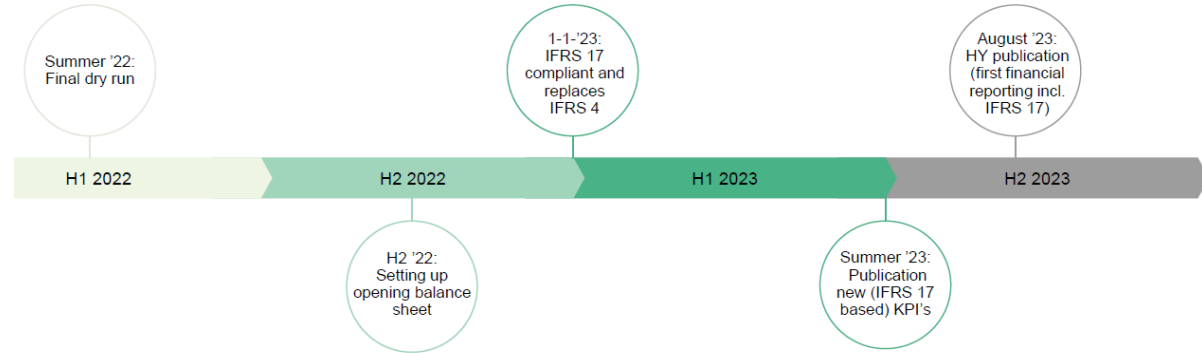 Summer ’22:
Final dry run
1-1-’23:
IFRS 17
compliant and
replaces
IFRS 4
August ’23:
HY publication
(first financial
reporting incl.
IFRS 17)
H1 2022
H2 2022
H1 2023
H2 2023
H2 ’22:
Setting up
opening balance
sheet
Summer ’23:
Publication
new (IFRS 17
based) KPI’s